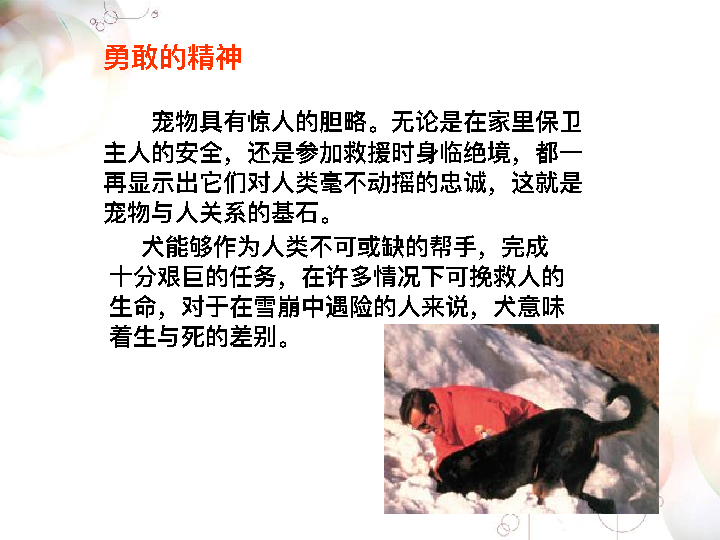 勇敢的精神
宠物具有惊人的胆略。无论是在家里保卫
主人的安全，还是参加救援时身临绝境，都一
再显示出它们对人类毫不动摇的忠诚，这就是
宠物与人关系的基石。
犬能够作为人类不可或缺的帮手，完成
十分艰巨的任务，在许多情况下可挽救人的
生命，对于在雪崩中遇险的人来说，犬意味
着生与死的差别。